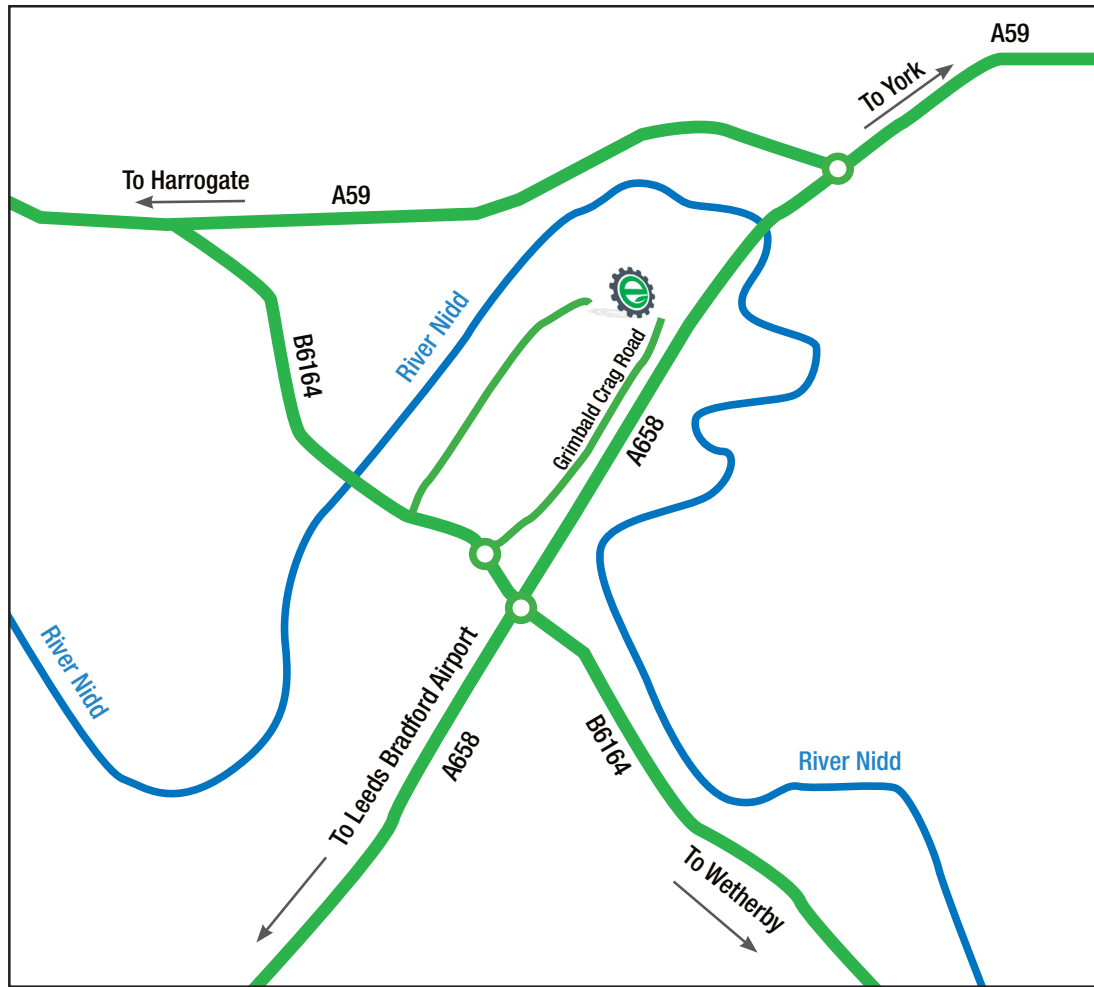 A59
To York
To Harrogate
A59
River Nidd
B6164
Grimbald Crag Road
A658
River Nidd
To Leeds Bradford Airport
A658
B6164
River Nidd
To Wetherby
e